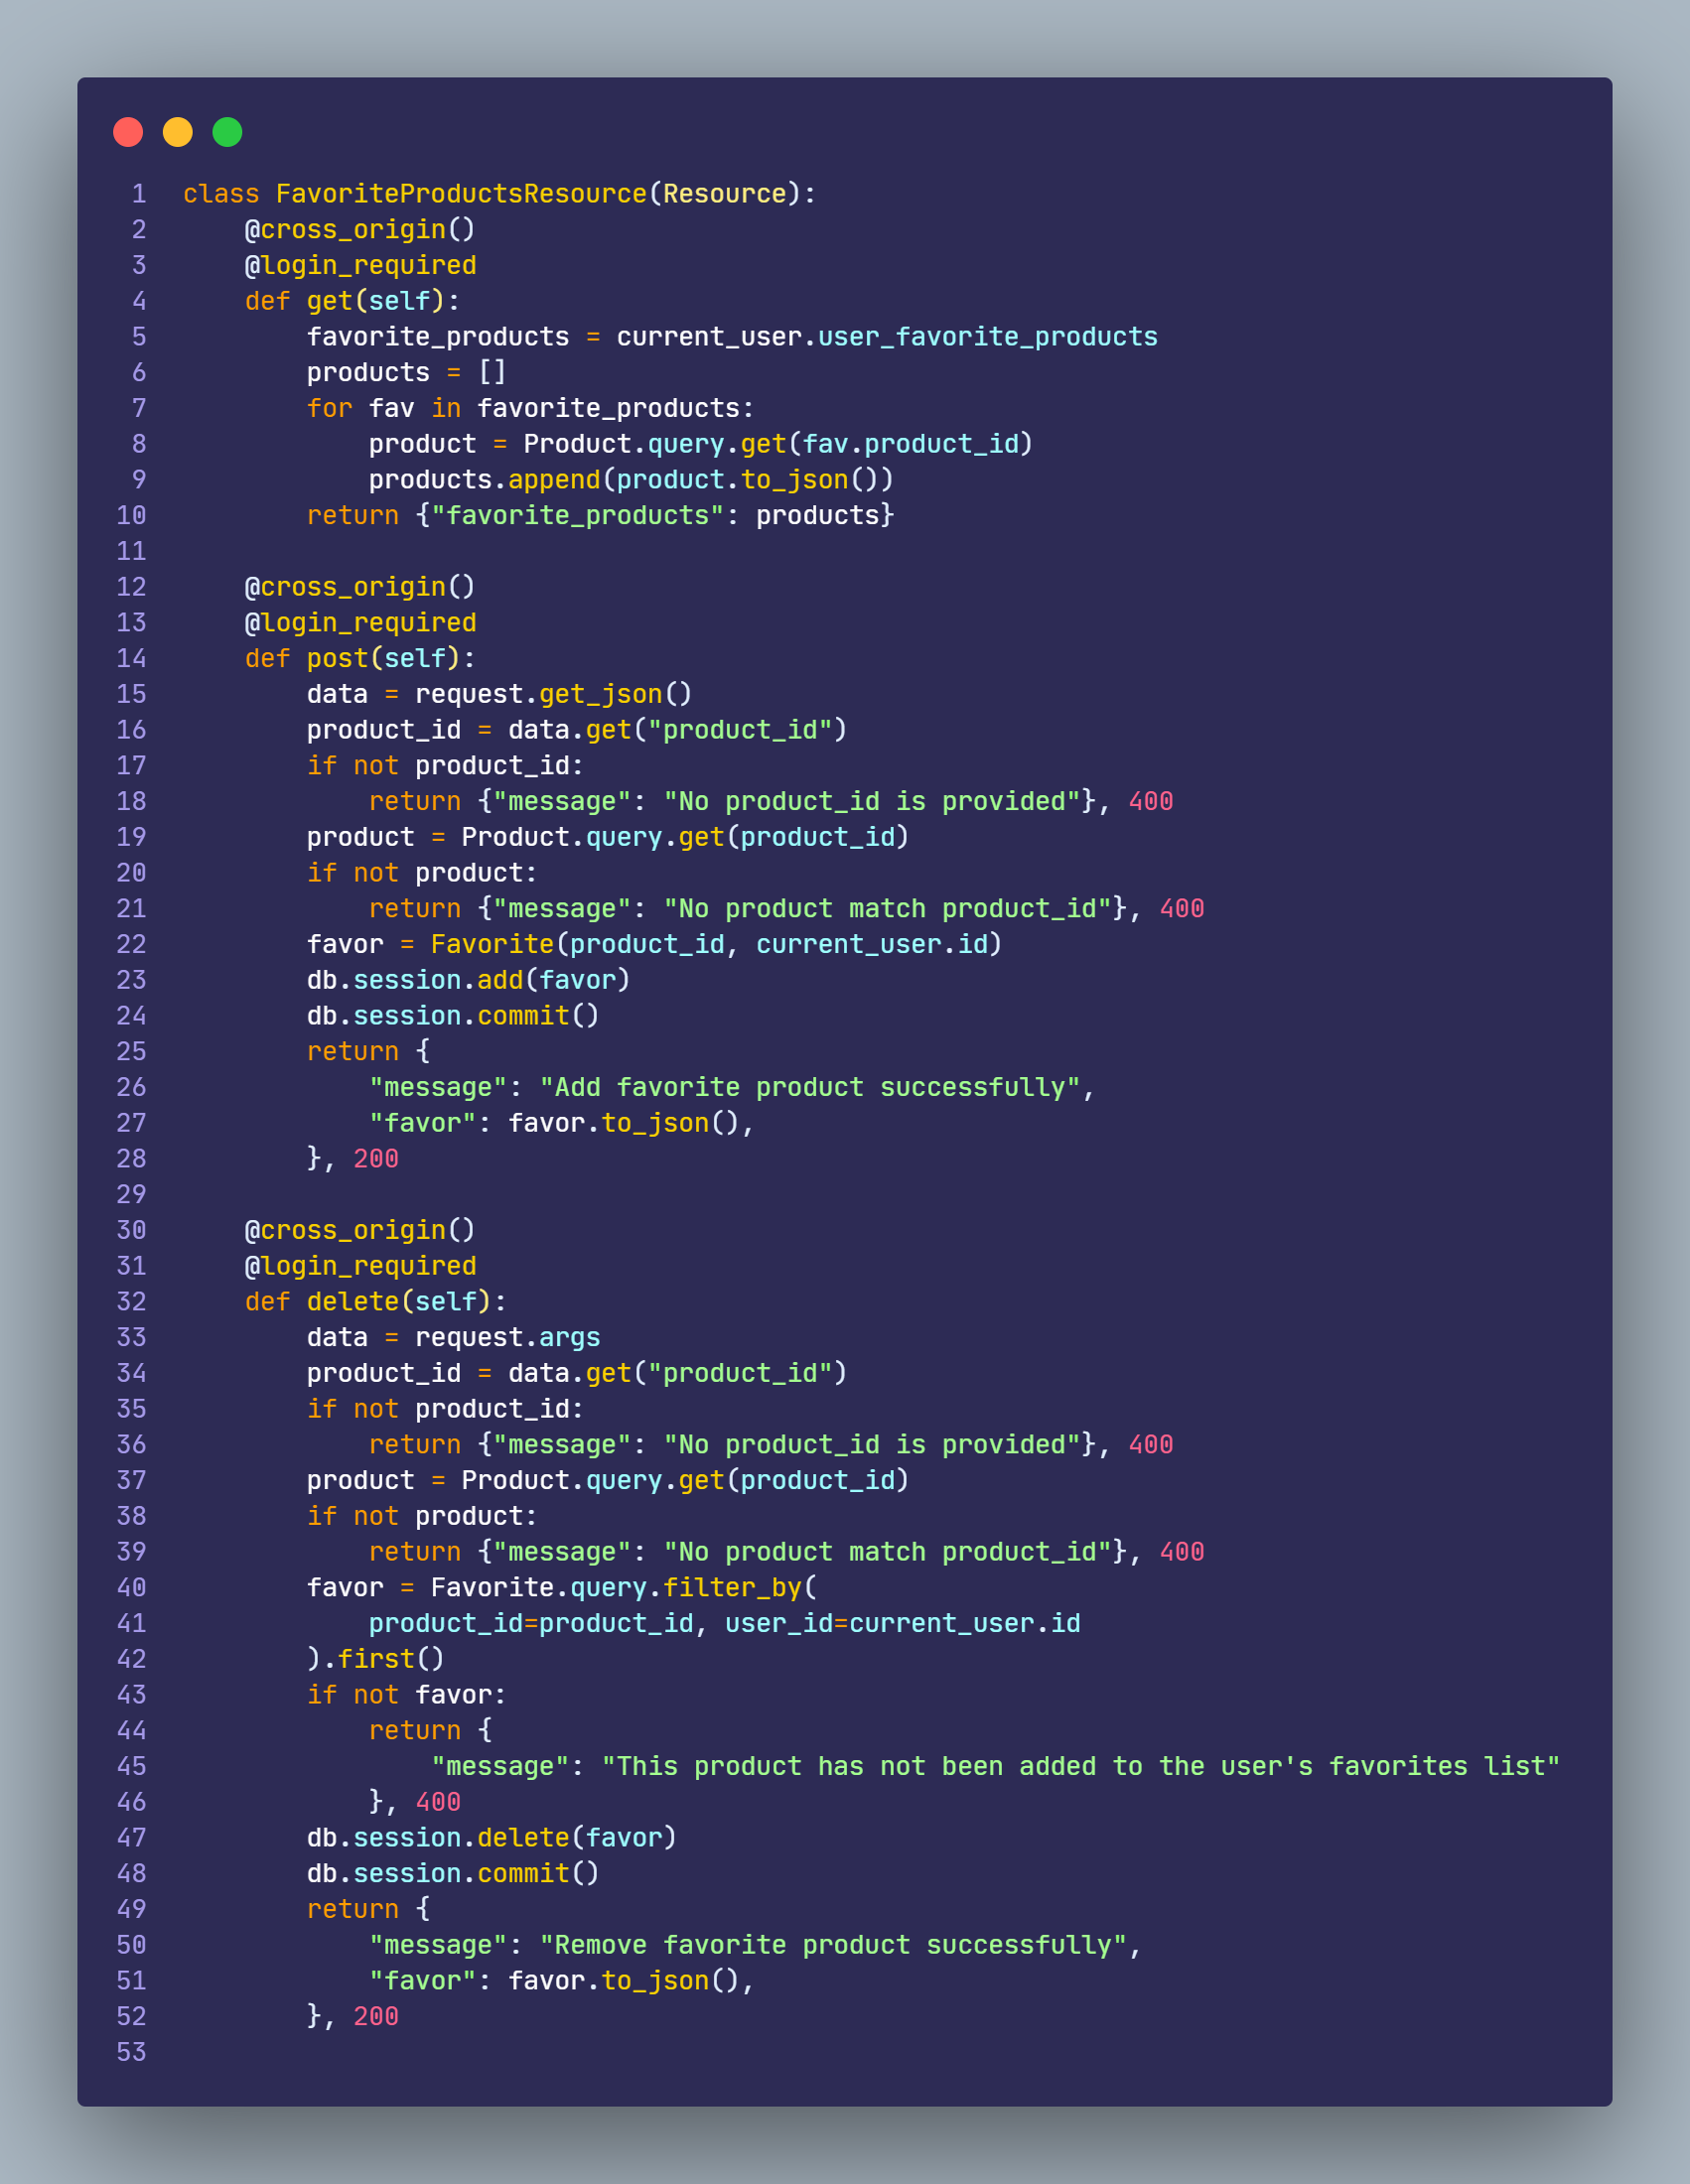 1 class FavoriteProductsResource(Resource):
2     @cross_origin()
3     @login_required
4     def get(self):
5         favorite_products = current_user.user_favorite_products
6         products = []
7         for fav in favorite_products:
8             product = Product.query.get(fav.product_id)
9             products.append(product.to_json())
10         return {"favorite_products": products}
11
12     @cross_origin()
13     @login_required
14     def post(self):
15         data = request.get_json()
16         product_id = data.get("product_id")
17         if not product_id:
18             return {"message": "No product_id is provided"}, 400
19         product = Product.query.get(product_id)
20         if not product:
21             return {"message": "No product match product_id"}, 400
22         favor = Favorite(product_id, current_user.id)
23         db.session.add(favor)
24         db.session.commit()
25         return {
26             "message": "Add favorite product successfully",
27             "favor": favor.to_json(),
28         }, 200
29
30     @cross_origin()
31     @login_required
32     def delete(self):
33         data = request.args
34         product_id = data.get("product_id")
35         if not product_id:
36             return {"message": "No product_id is provided"}, 400
37         product = Product.query.get(product_id)
38         if not product:
39             return {"message": "No product match product_id"}, 400
40         favor = Favorite.query.filter_by(
41             product_id=product_id, user_id=current_user.id
42         ).first()
43         if not favor:
44             return {
45                 "message": "This product has not been added to the user's favorites list"
46             }, 400
47         db.session.delete(favor)
48         db.session.commit()
49         return {
50             "message": "Remove favorite product successfully",
51             "favor": favor.to_json(),
52         }, 200
53